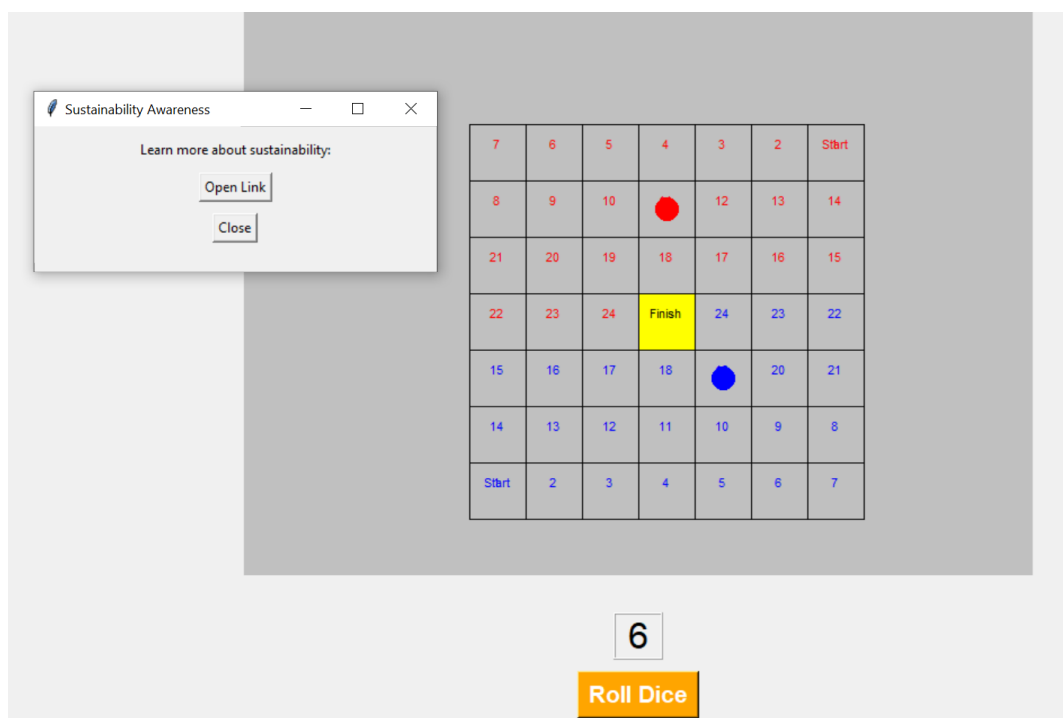 Sustainability Awareness
Learn more about sustainability:
Open Link
Close
7 6 5 4 3 2 Start
8 9 10 12 13 14
21 20 19 18 17 16 15
22 23 24 Finish 24 23 22
15 16 17 18 20 21
14 13 12 11 10 9 8
Start 2 3 4 5 6 7
6
Roll Dice